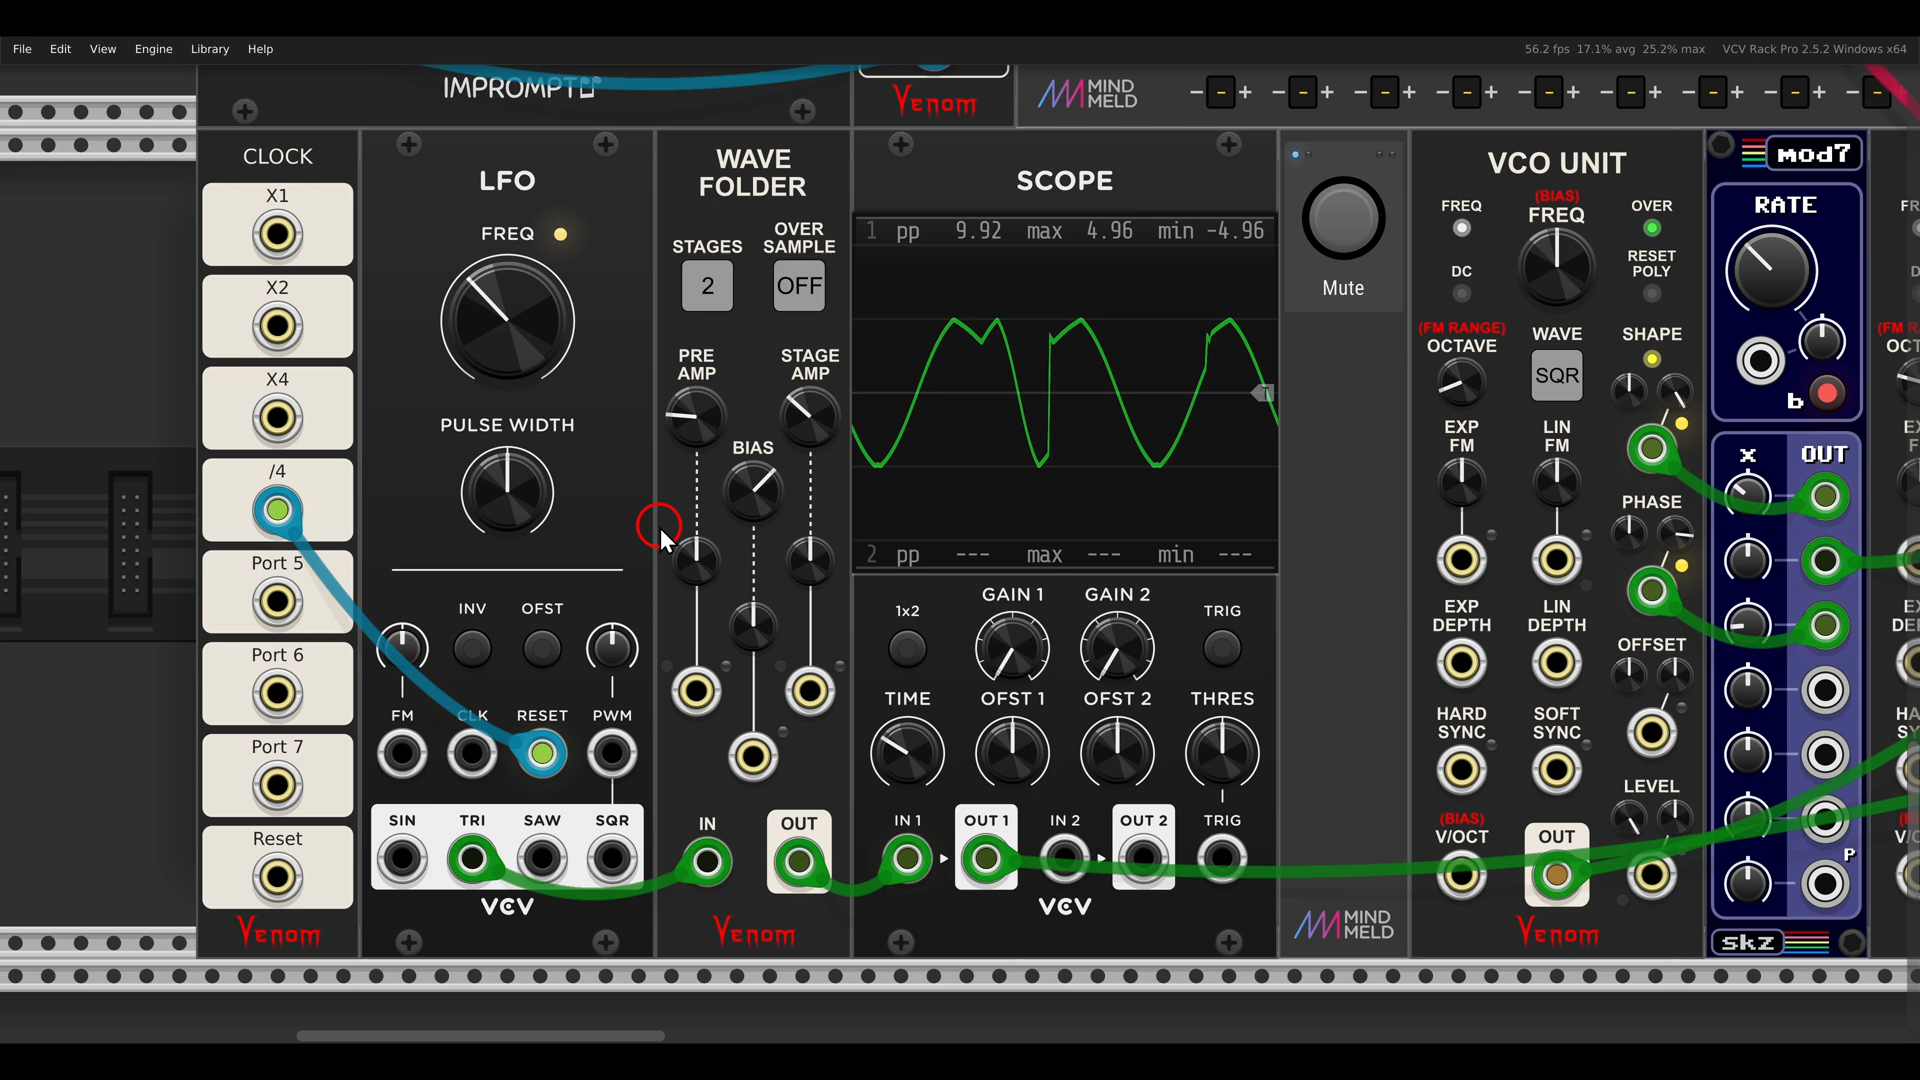 File Edit View Engine Library Help
56.2 fps 17.1% avg 25.2% max VCV Rack Pro 2.5.2 Windows x64
IMPROMPTU
Venom
MIND
MELD
CLOCK
X1
X2
X4
/4
Port 5
Port 6
Port 7
Reset
Venom
LFO
FREQ
PULSE WIDTH
INV OFST
FM CLK RESET PWM
SIN TRI SAW SQR
VCV
WAVE
FOLDER
STAGES
OVER
SAMPLE
2
OFF
PRE
AMP
STAGE
AMP
BIAS
IN
OUT
Venom
SCOPE
1 pp 9.92 max 4.96 min -4.96
T
2 pp --- max --- min ---
1x2
GAIN 1
GAIN 2
TRIG
TIME
OFST 1
OFST 2
THRES
IN 1
OUT 1
IN 2
OUT 2
TRIG
VCV
Mute
MIND
MELD
VCO UNIT
FREQ
(BIAS)
FREQ
OVER
DC
RESET
POLY
(FM RANGE)
OCTAVE
WAVE
SQR
SHAPE
EXP
FM
LIN
FM
PHASE
EXP
DEPTH
LIN
DEPTH
OFFSET
HARD
SYNC
SOFT
SYNC
LEVEL
(BIAS)
V/OCT
OUT
Venom
mod7
RATE
b
x
OUT
P
skz